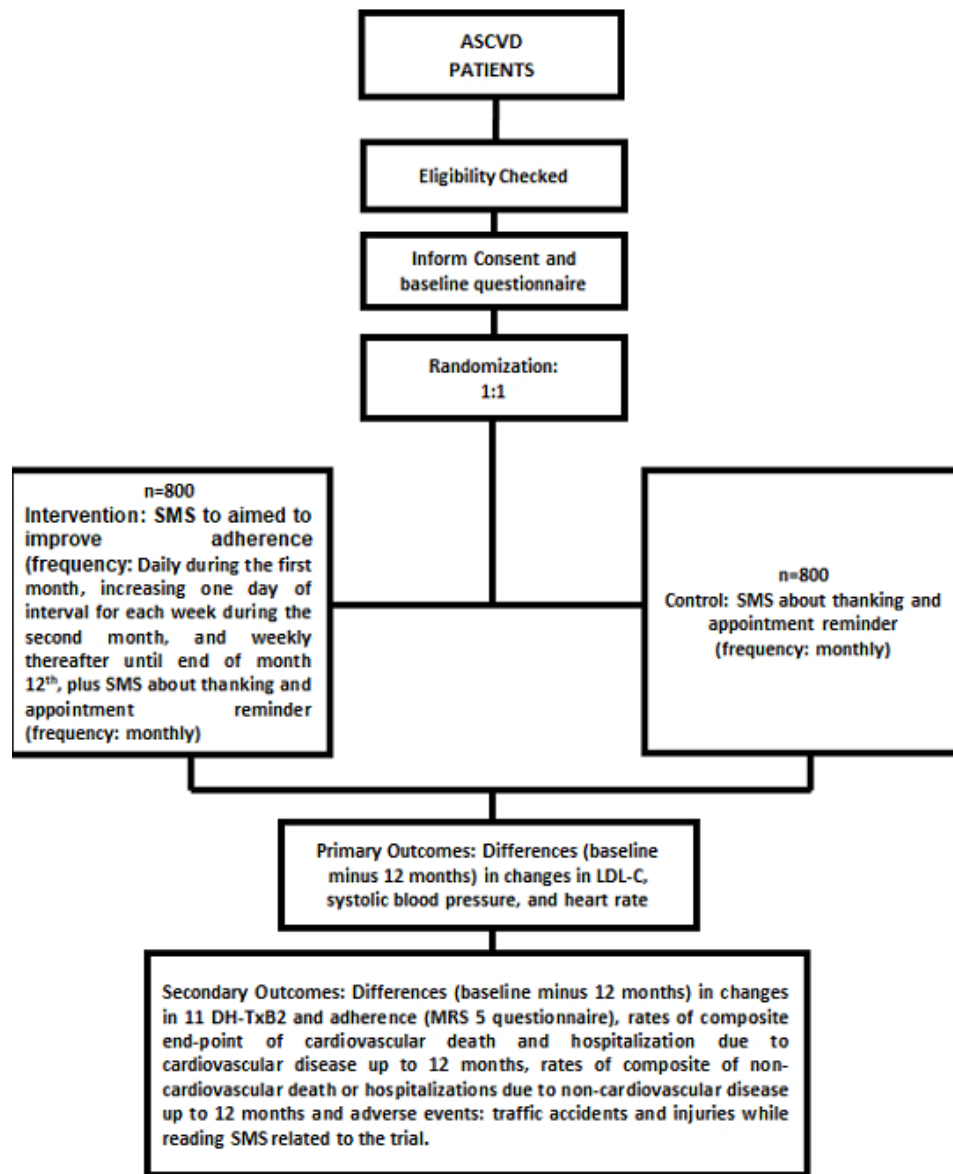 ASCVD
PATIENTS
Eligibility Checked
Inform Consent and
baseline questionnaire
Randomization:
1:1
n=800
Intervention: SMS to aimed to
improve adherence
(frequency: Daily during the first
month, increasing one day of
interval for each week during the
second month, and weekly
thereafter until end of month
12th, plus SMS about thanking and
appointment reminder
(frequency: monthly)
n=800
Control: SMS about thanking and
appointment reminder
(frequency: monthly)
Primary Outcomes: Differences (baseline
minus 12 months) in changes in LDL-C,
systolic blood pressure, and heart rate
Secondary Outcomes: Differences (baseline minus 12 months) in changes
in 11 DH-TxB2 and adherence (MRS 5 questionnaire), rates of composite
end-point of cardiovascular death and hospitalization due to
cardiovascular disease up to 12 months, rates of composite of non-
cardiovascular death or hospitalizations due to non-cardiovascular disease
up to 12 months and adverse events: traffic accidents and injuries while
reading SMS related to the trial.